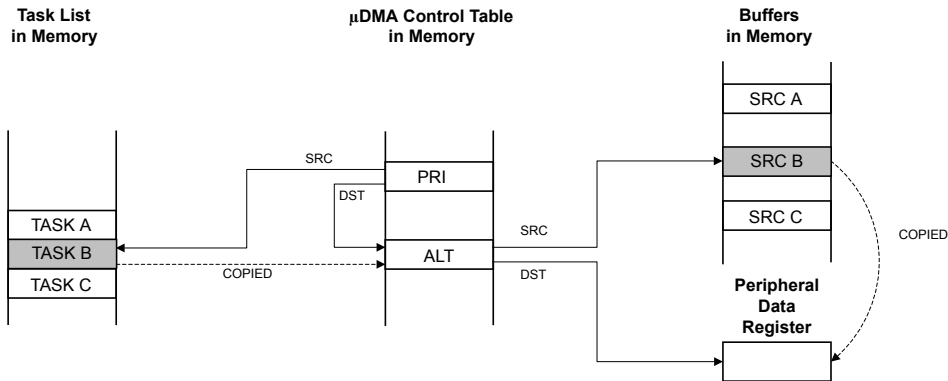 Task List
in Memory
µDMA Control Table
in Memory
Buffers
in Memory
SRC A
SRC
SRC B
PRI
DST
TASK A
SRC C
SRC
COPIED
TASK B
ALT
COPIED
DST
TASK C
Peripheral
Data
Register